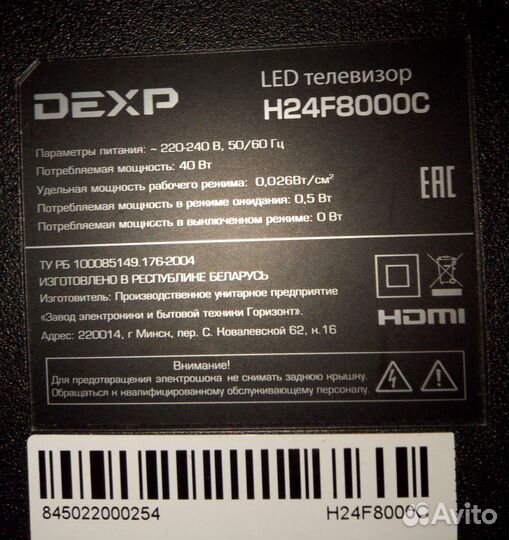 DEXP
LED телевизор
H24F8000C
Параметры питания: ~ 220-240 В, 50/60 Гц
Потребляемая мощность: 40 Вт
Удельная мощность рабочего режима: 0,026Вт/см²
Потребляемая мощность в режиме ожидания: 0,5 Вт
Потребляемая мощность в выключенном режиме: 0 Вт
EAC
ТУ РБ 100085149.176-2004
ИЗГОТОВЛЕНО В РЕСПУБЛИКЕ БЕЛАРУСЬ
Изготовитель: Производственное унитарное предприятие
«Завод электроники и бытовой техники Горизонт».
Адрес: 220014, г Минск, пер. С. Ковалевской 62, к.16
HDMI
Внимание!
Для предотвращения электрошока не снимать заднюю крышку.
Обращаться к квалифицированному обслуживающему персоналу.
845022000254
H24F8000C
Avito